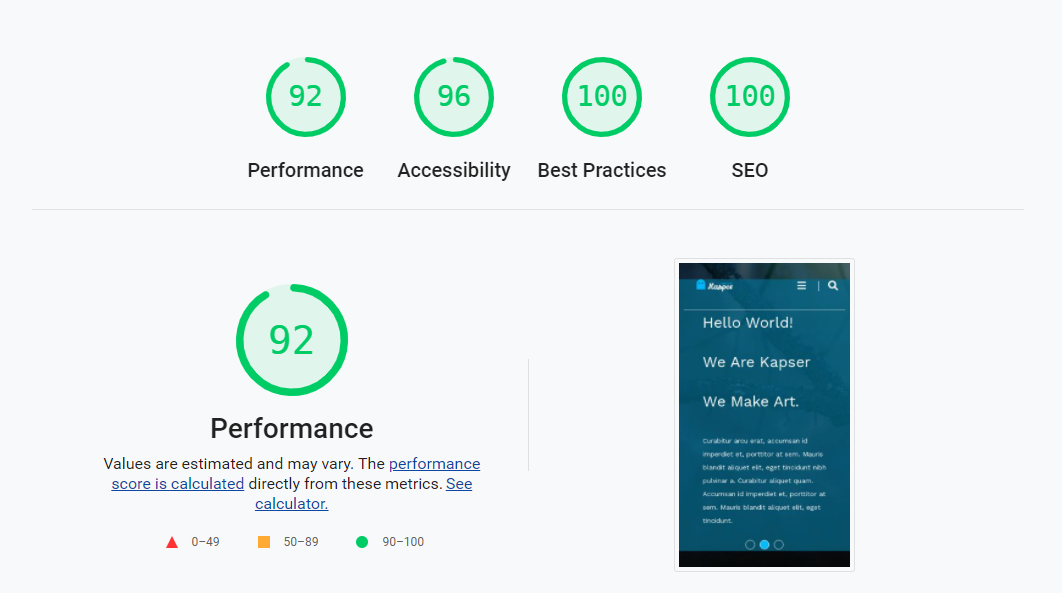 92
96
100
100
Performance
Accessibility
Best Practices
SEO
92
Performance
Values are estimated and may vary. The performance
score is calculated directly from these metrics. See
calculator.
0–49
50–89
90–100
Kasper
Hello World!
We Are Kapser
We Make Art.
Curabitur arcu erat, accumsan id
imperdiet et, porttitor at sem. Mauris
blandit aliquet elit, eget tincidunt nibh
pulvinar a. Curabitur aliquet quam.
Accumsan id imperdiet et, porttitor at
sem. Mauris blandit aliquet elit, eget
tincidunt.